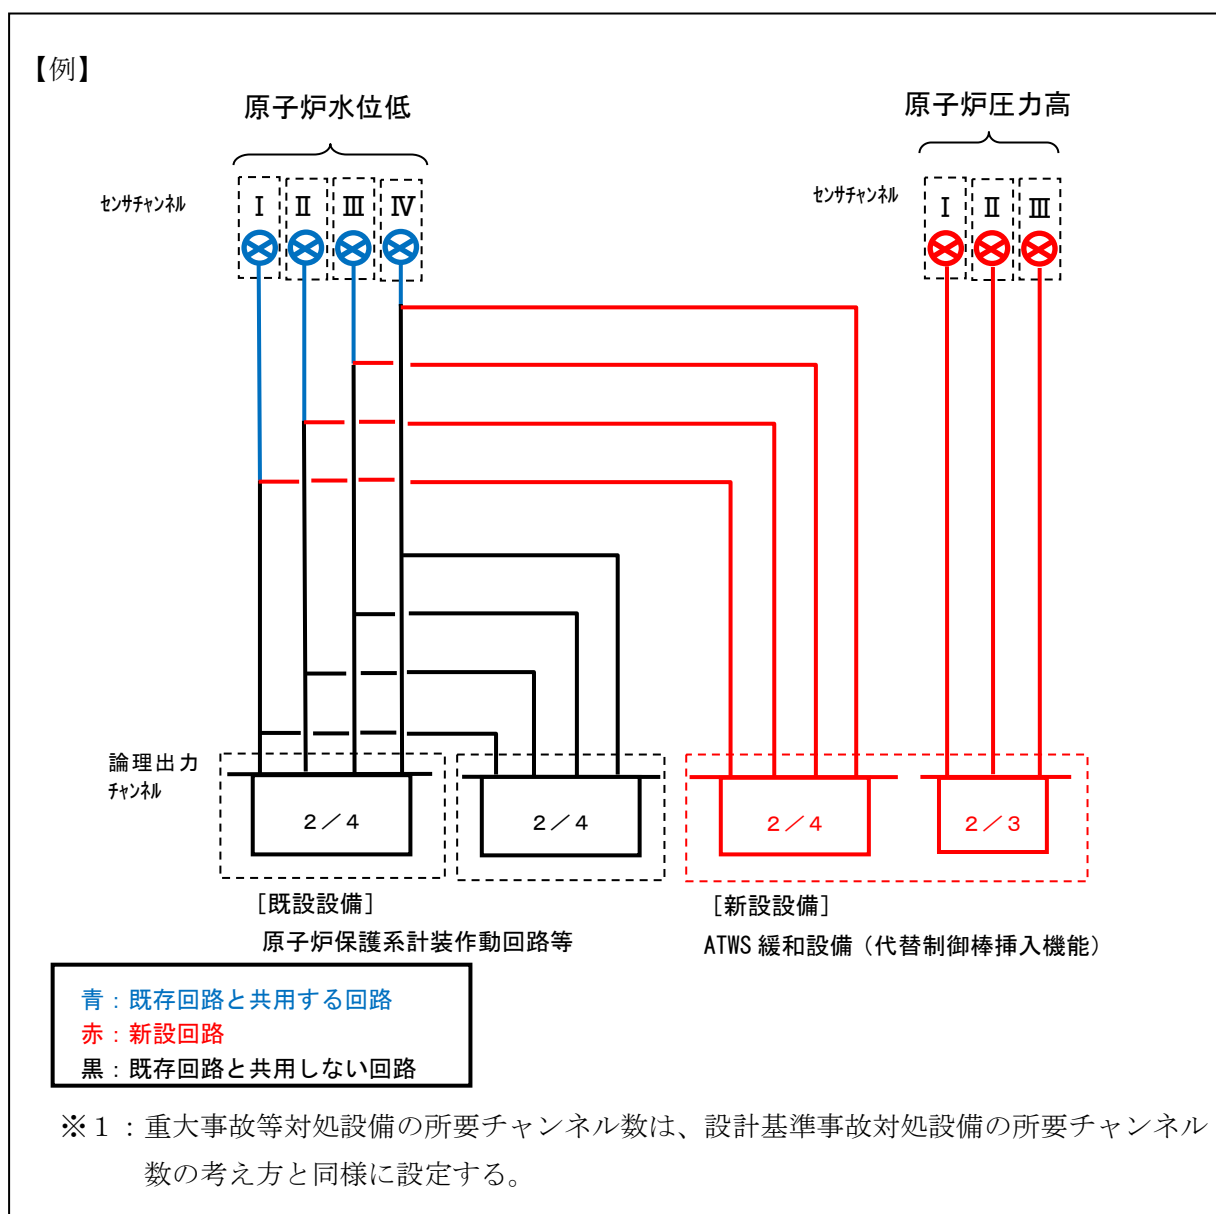 【例】
原子炉水位低
原子炉圧力高
センサチャンネル
Ⅰ Ⅱ Ⅲ Ⅳ
センサチャンネル
Ⅰ Ⅱ Ⅲ
論理出力
チャンネル
2/4
2/4
2/4
2/3
[既設設備]
原子炉保護系計装作動回路等
[新設設備]
ATWS 緩和設備(代替制御棒挿入機能)
青:既存回路と共用する回路
赤:新設回路
黒:既存回路と共用しない回路
※1:重大事故等対処設備の所要チャンネル数は、設計基準事故対処設備の所要チャンネル
数の考え方と同様に設定する。